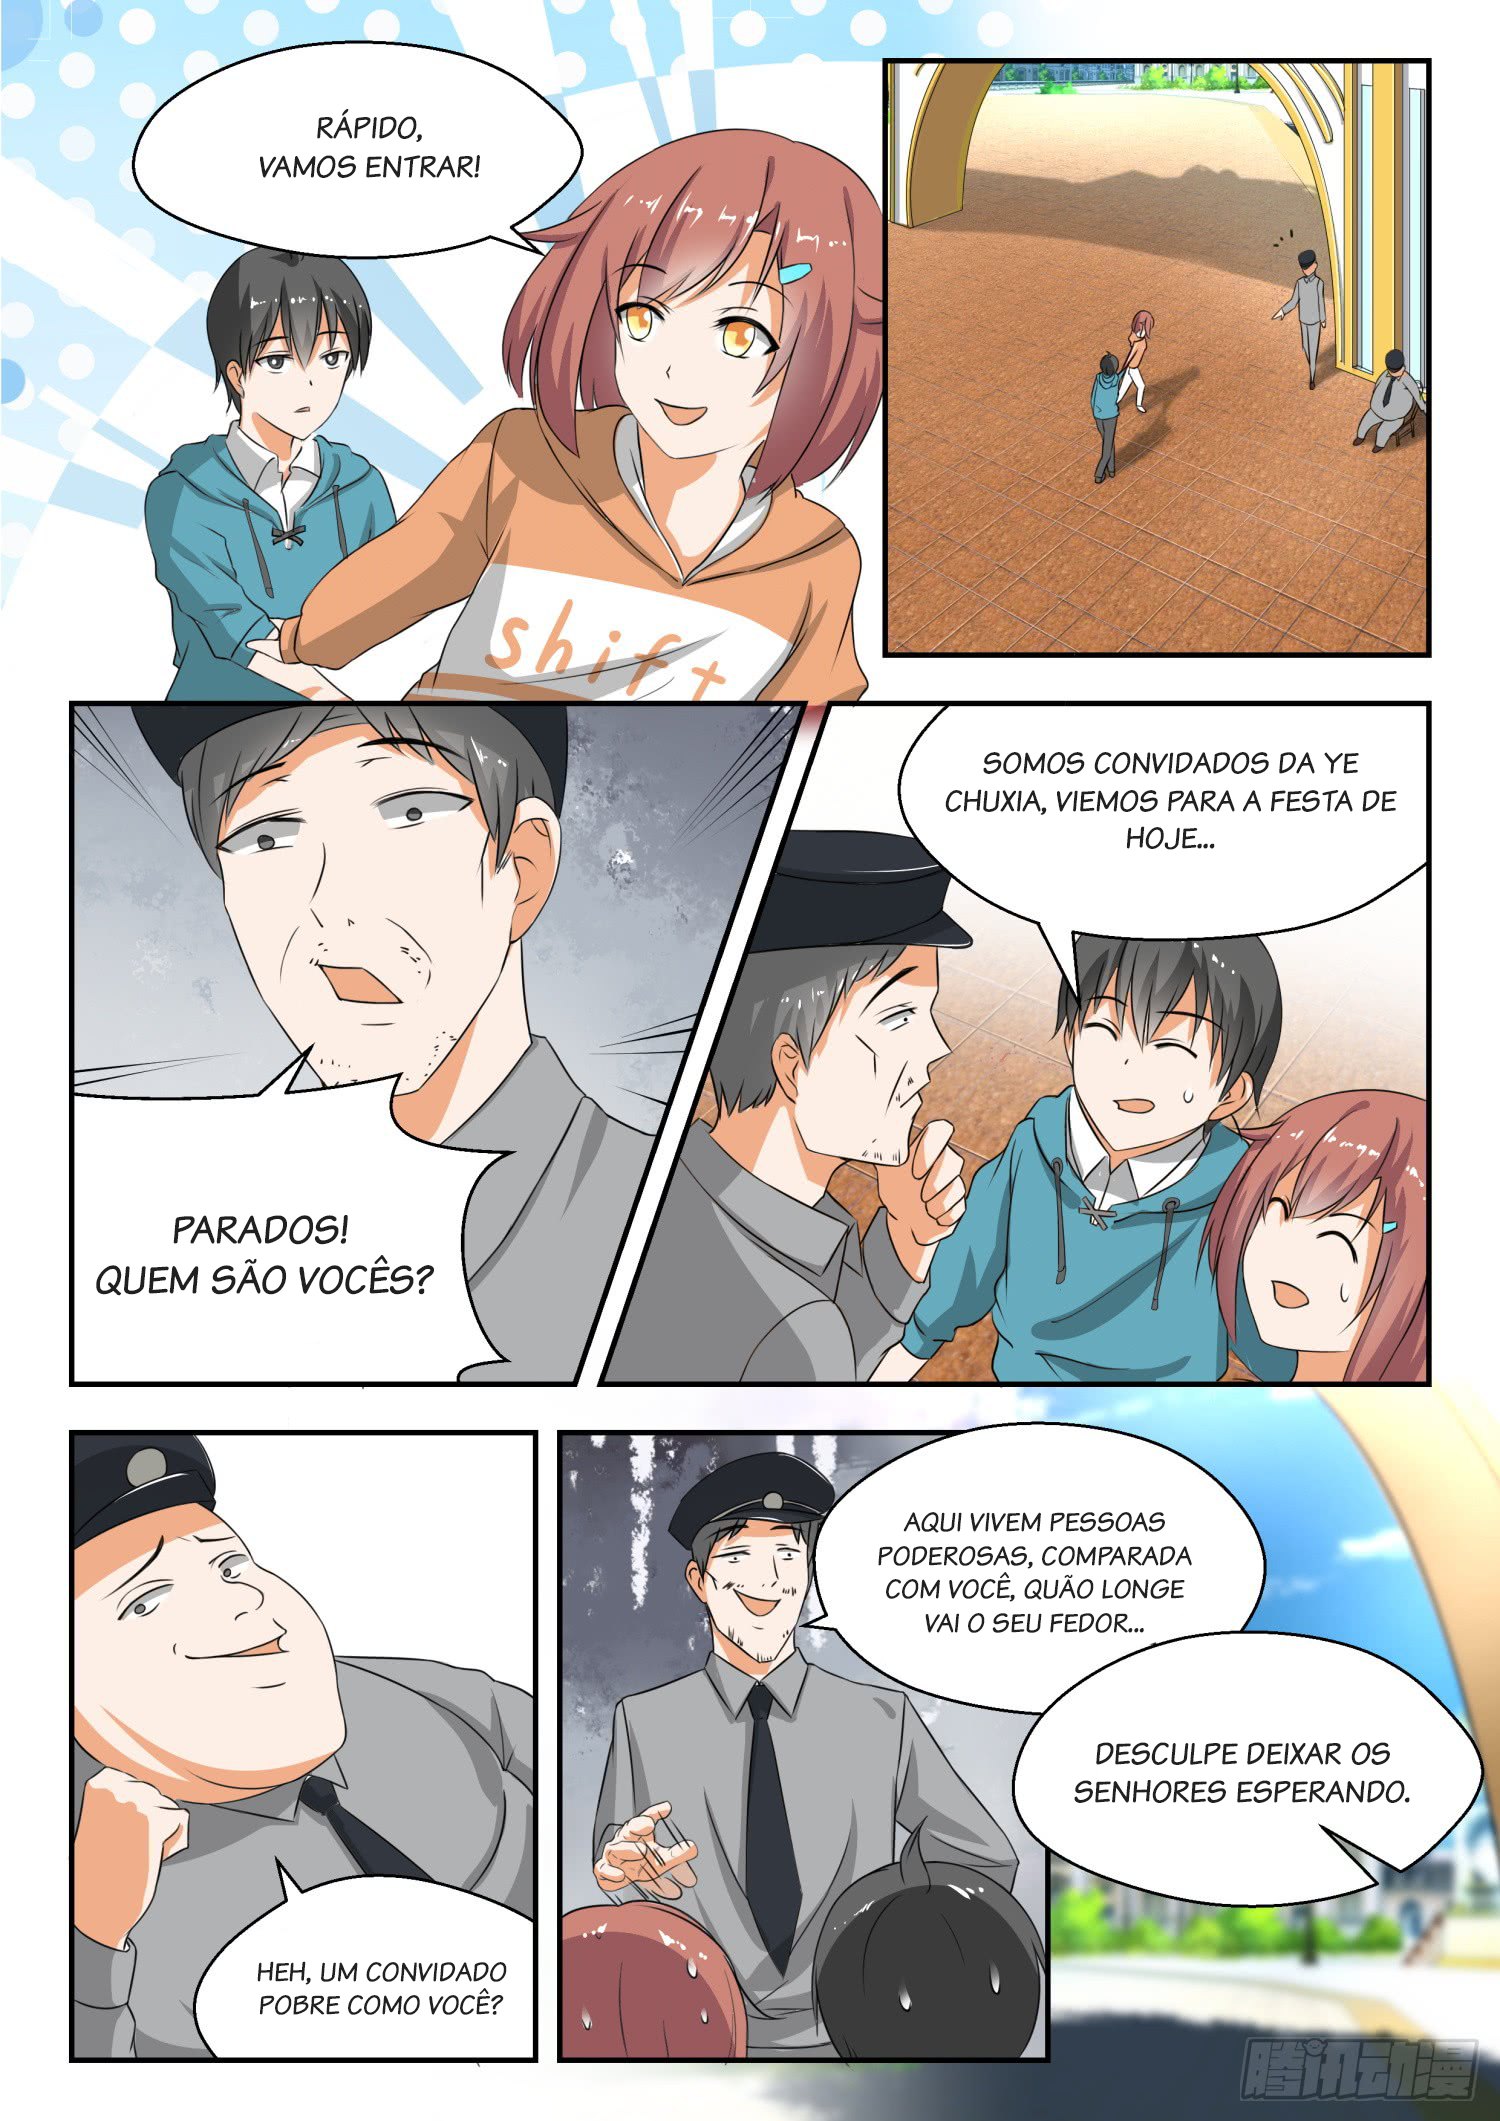 RÁPIDO,
VAMOS ENTRAR!
shift
PARADOS!
QUEM SÃO VOCÊS?
SOMOS CONVIDADOS DA YE
CHUXIA, VIEMOS PARA A FESTA DE
HOJE...
HEH, UM CONVIDADO
POBRE COMO VOCÊ?
AQUI VIVEM PESSOAS
PODEROSAS, COMPARADA
COM VOCÊ, QUÃO LONGE
VAI O SEU FEDOR...
DESCULPE DEIXAR OS
SENHORES ESPERANDO.
腾讯动漫